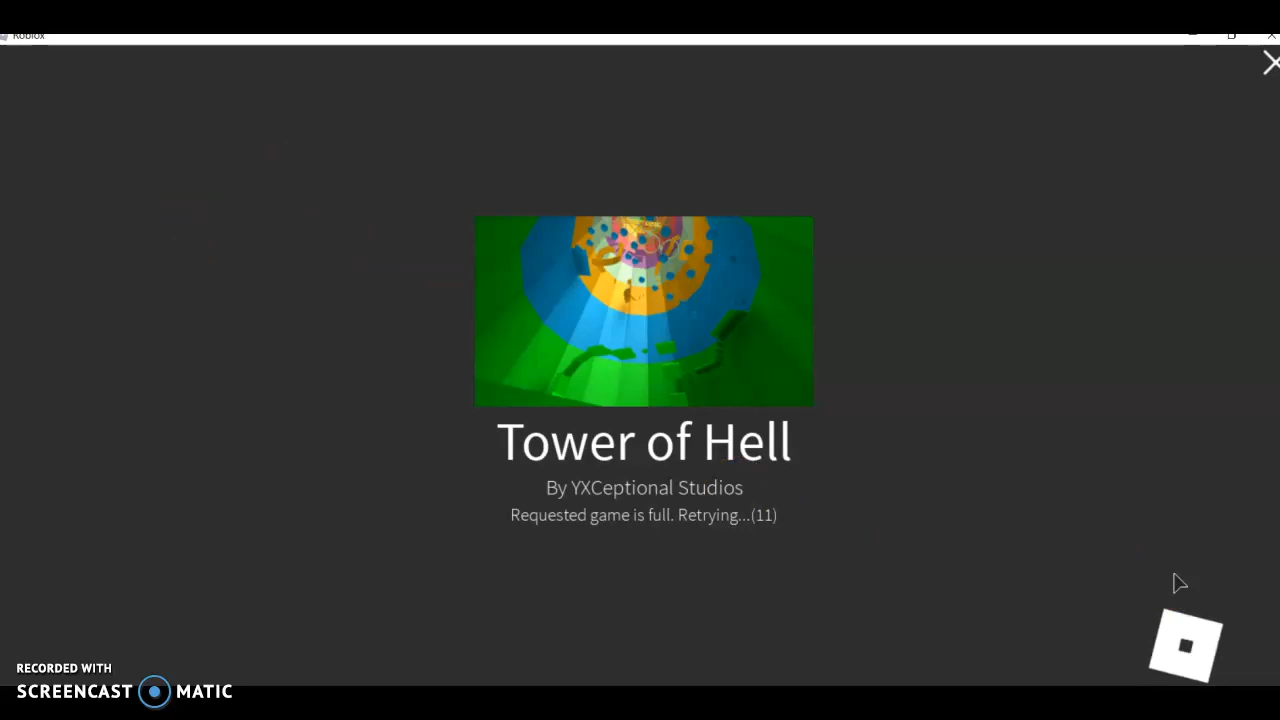 Roblox
Tower of Hell
By YXCeptional Studios
Requested game is full. Retrying...(11)
RECORDED WITH
SCREENCAST MATIC